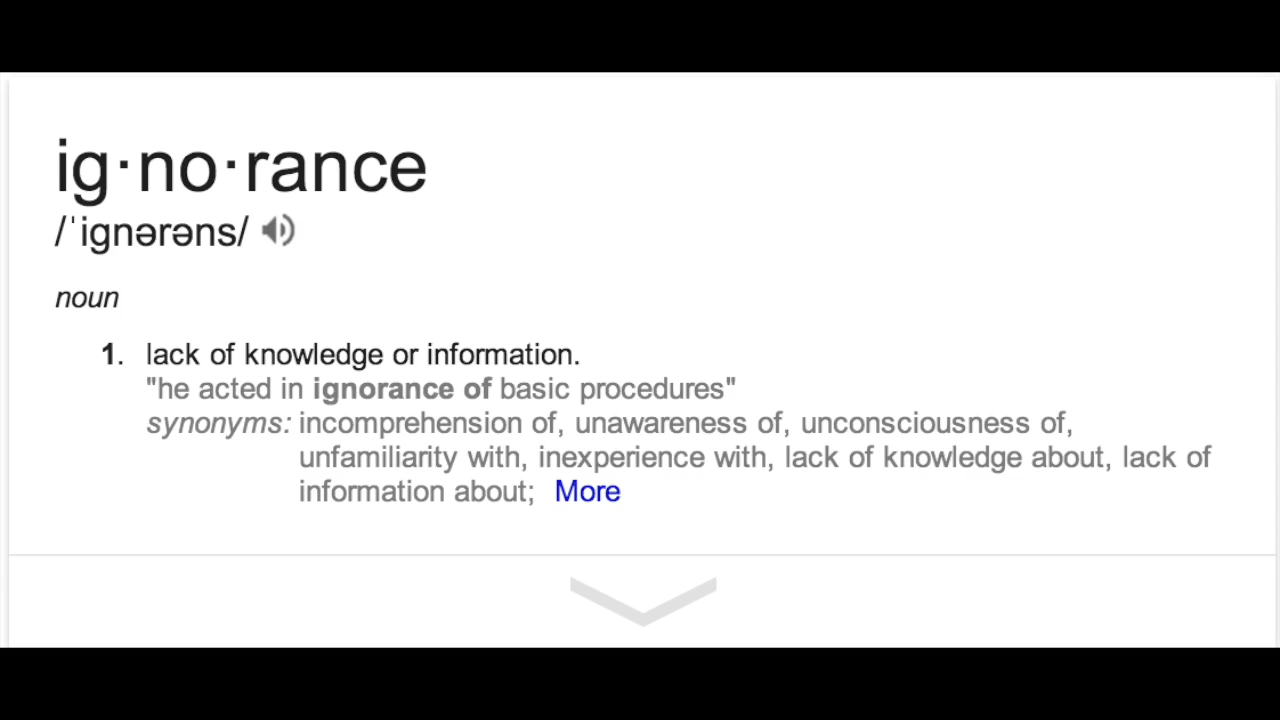 ig·no·rance
/ˈignərəns/
noun
1. lack of knowledge or information.
"he acted in ignorance of basic procedures"
synonyms: incomprehension of, unawareness of, unconsciousness of,
unfamiliarity with, inexperience with, lack of knowledge about, lack of
information about; More